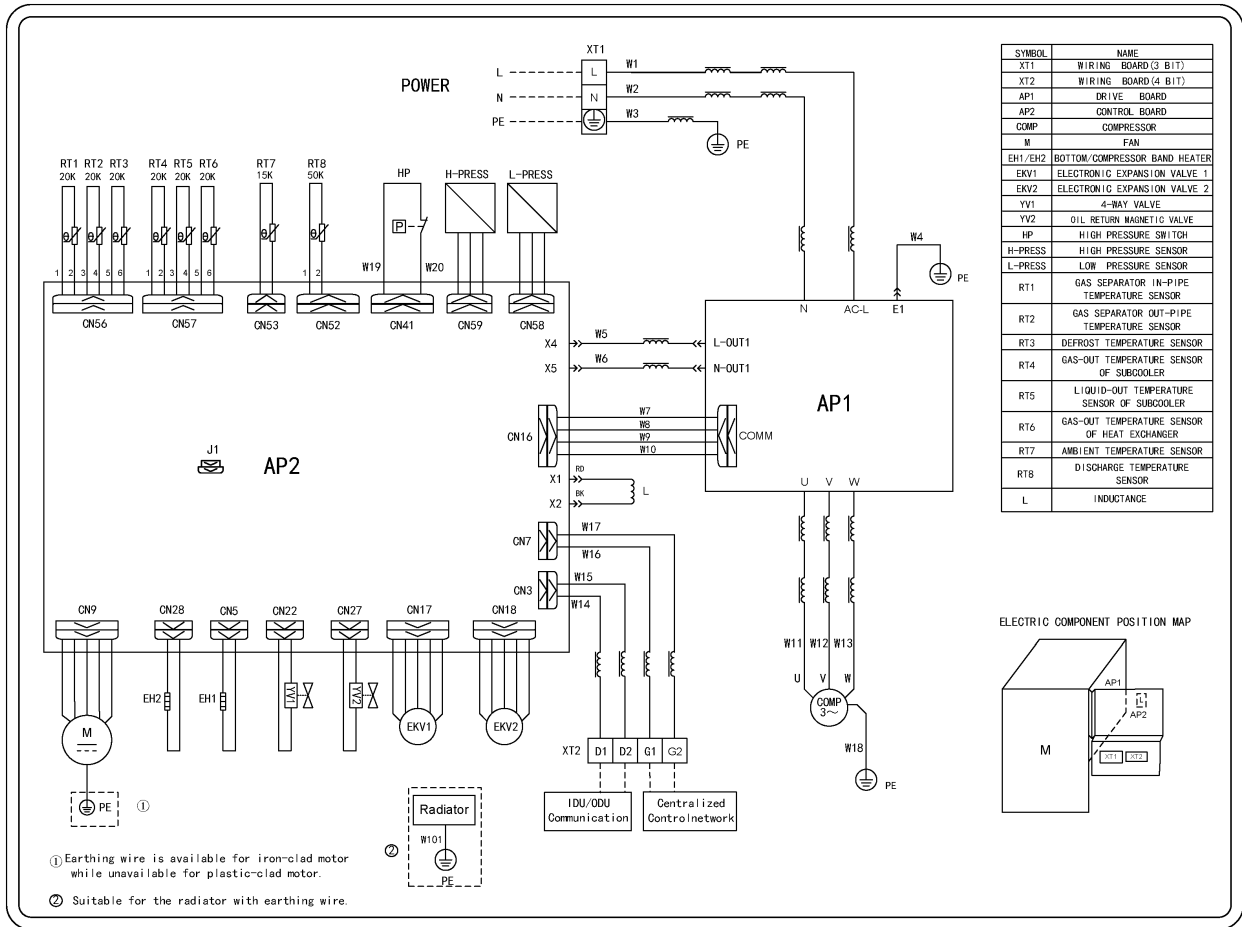 XT1
POWER
L
L
W1
N
N
W2
PE
W3
PE
RT1 RT2 RT3
20K 20K 20K
RT4 RT5 RT6
20K 20K 20K
RT7
15K
RT8
50K
HP
H-PRESS
L-PRESS
P
θ θ θ θ θ θ θ θ
W19
W20
1 2 3 4 5 6
1 2 3 4 5 6
1 2
CN56
CN57
CN53
CN52
CN41
CN59
CN58
W4
PE
N
AC-L
E1
X4
W5
L-OUT1
X5
W6
N-OUT1
AP1
CN16
W7
W8
W9
W10
COMM
J1
AP2
X1
RD
X2
BK
L
U V W
CN7
W17
W16
CN3
W15
W14
CN9
CN28
CN5
CN22
CN27
CN17
CN18
EH2
EH1
YV1
YV2
M
EKV1
EKV2
PE
①
W11 W12 W13
U V W
COMP
3~
W18
PE
XT2
D1 D2 G1 G2
IDU/ODU
Communication
Centralized
Controlnetwork
Radiator
W101
PE
②
① Earthing wire is available for iron-clad motor
while unavailable for plastic-clad motor.
② Suitable for the radiator with earthing wire.
SYMBOL NAME
XT1 WIRING BOARD(3 BIT)
XT2 WIRING BOARD(4 BIT)
AP1 DRIVE BOARD
AP2 CONTROL BOARD
COMP COMPRESSOR
M FAN
EH1/EH2 BOTTOM/COMPRESSOR BAND HEATER
EKV1 ELECTRONIC EXPANSION VALVE 1
EKV2 ELECTRONIC EXPANSION VALVE 2
YV1 4-WAY VALVE
YV2 OIL RETURN MAGNETIC VALVE
HP HIGH PRESSURE SWITCH
H-PRESS HIGH PRESSURE SENSOR
L-PRESS LOW PRESSURE SENSOR
RT1 GAS SEPARATOR IN-PIPE
TEMPERATURE SENSOR
RT2 GAS SEPARATOR OUT-PIPE
TEMPERATURE SENSOR
RT3 DEFROST TEMPERATURE SENSOR
RT4 GAS-OUT TEMPERATURE SENSOR
OF SUBCOOLER
RT5 LIQUID-OUT TEMPERATURE
SENSOR OF SUBCOOLER
RT6 GAS-OUT TEMPERATURE SENSOR
OF HEAT EXCHANGER
RT7 AMBIENT TEMPERATURE SENSOR
RT8 DISCHARGE TEMPERATURE
SENSOR
L INDUCTANCE
ELECTRIC COMPONENT POSITION MAP
AP1
L
AP2
M
XT1 XT2